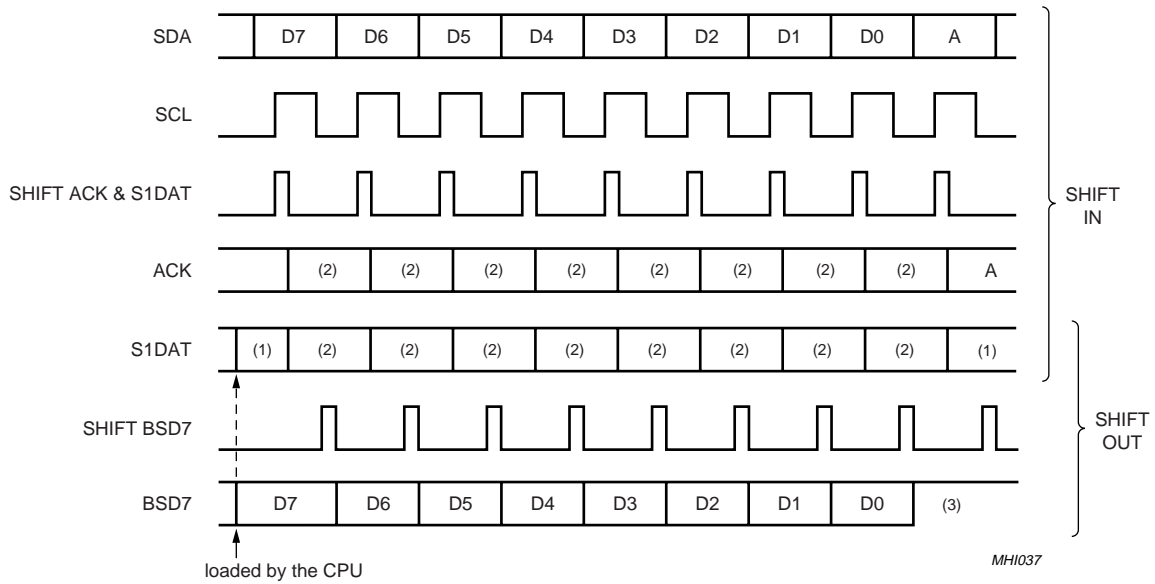 SDA D7 D6 D5 D4 D3 D2 D1 D0 A
SCL
SHIFT ACK & S1DAT
SHIFT
IN
ACK (2) (2) (2) (2) (2) (2) (2) (2) A
S1DAT (1) (2) (2) (2) (2) (2) (2) (2) (2) (1)
SHIFT BSD7
SHIFT
OUT
BSD7 D7 D6 D5 D4 D3 D2 D1 D0 (3)
loaded by the CPU
MHI037